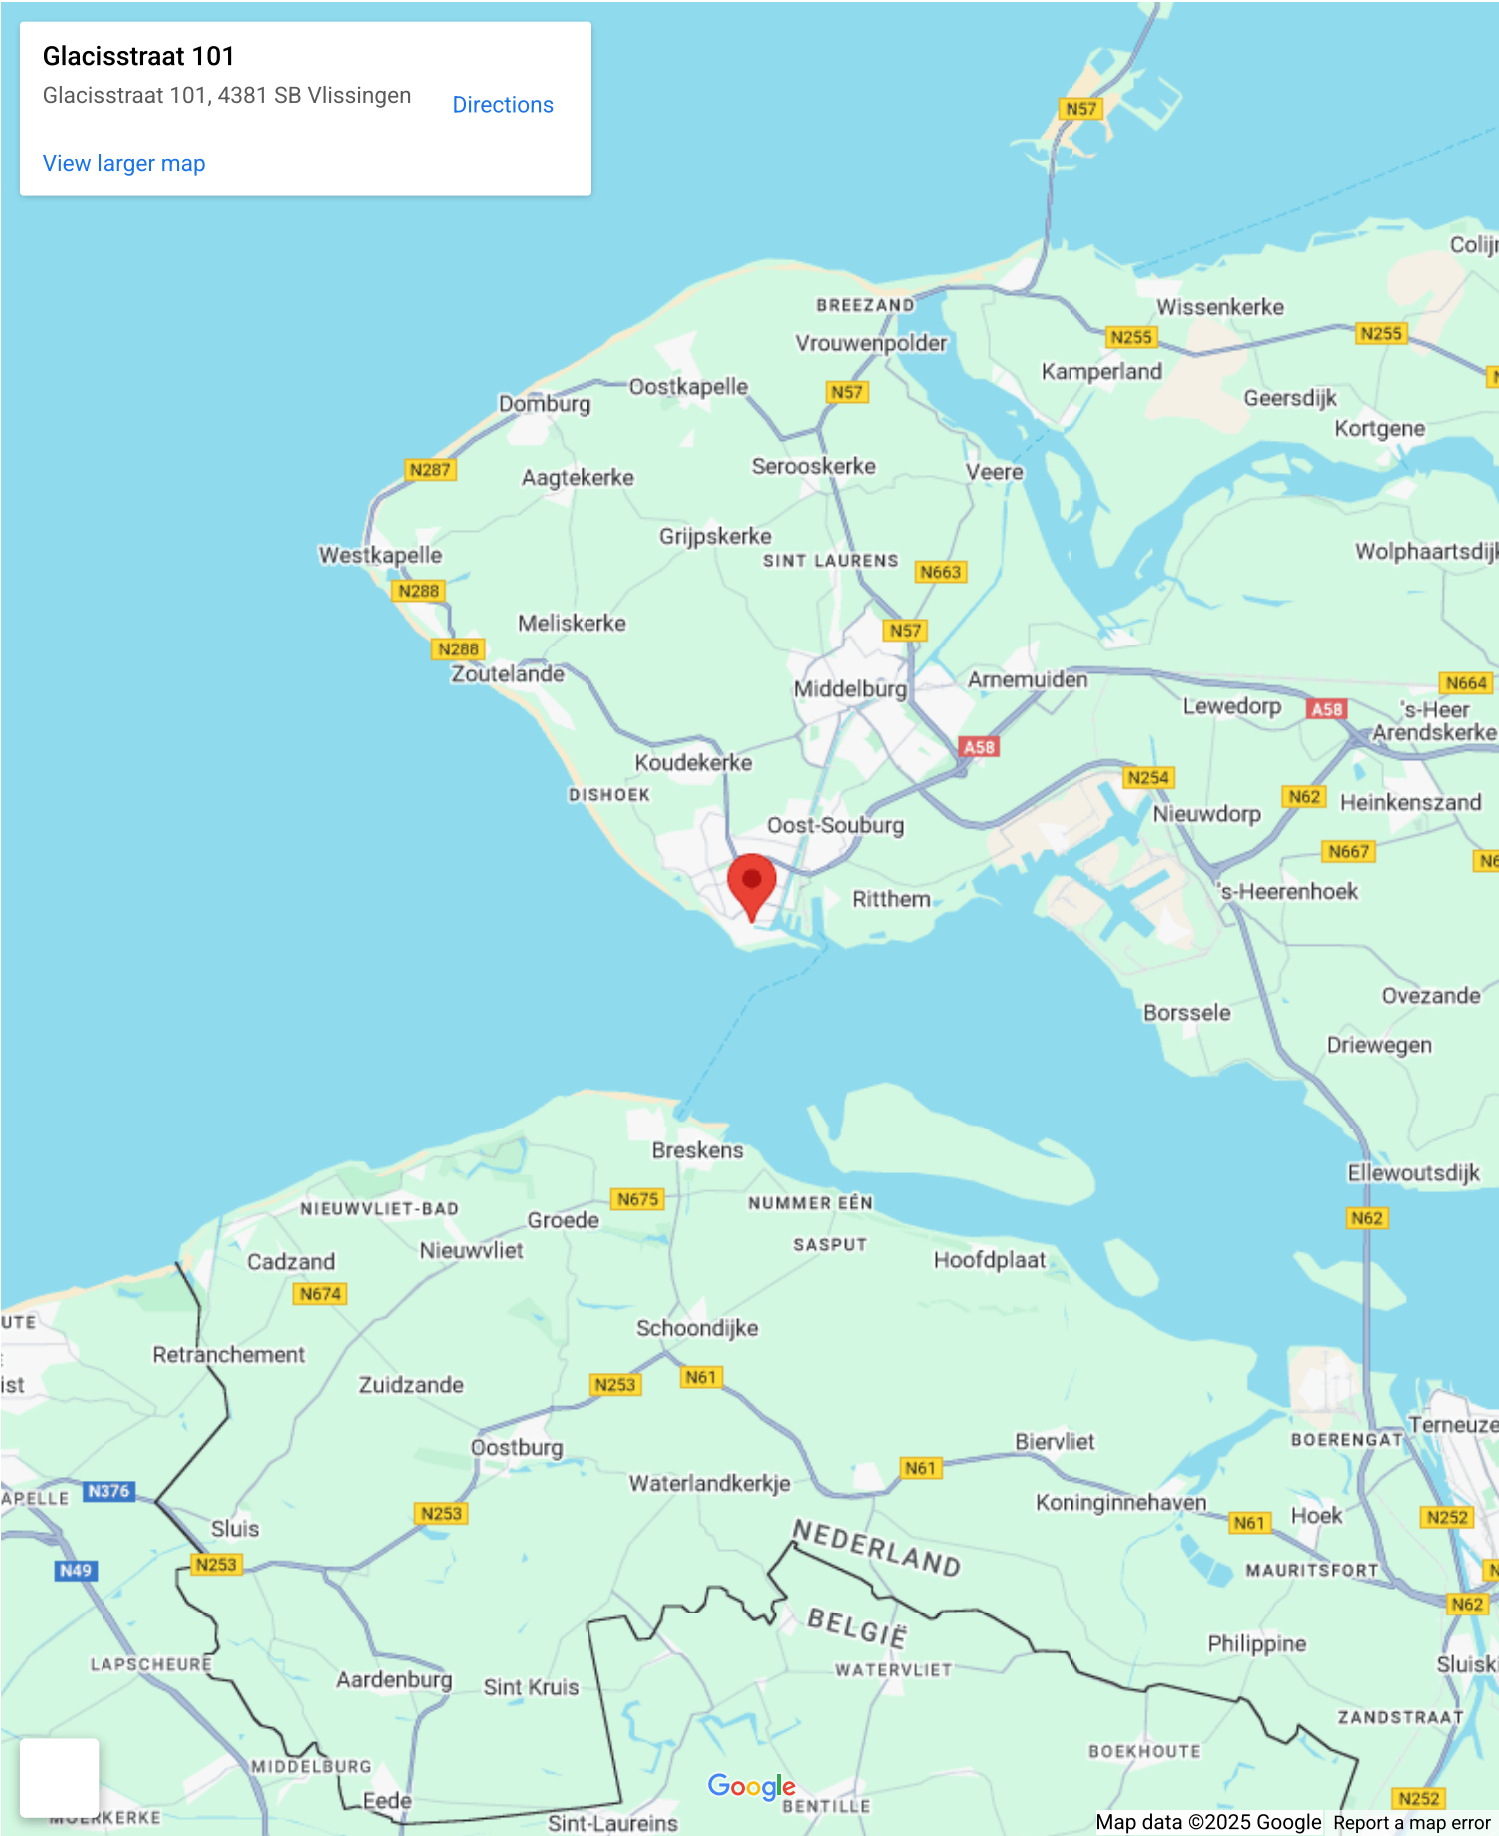 Glacisstraat 101
Glacisstraat 101, 4381 SB Vlissingen
Directions
View larger map
N57
BREEZAND
Vrouwenpolder
Wissenkerke
N255
N255
Kamperland
Oostkapelle
N57
Domburg
Geersdijk
Kortgene
N287
Serooskerke
Veere
Aagtekerke
Grijpskerke
Westkapelle
SINT LAURENS
N663
N288
Meliskerke
N57
N288
Zoutelande
Middelburg
Arnemuiden
N664
Lewedorp
A58
's-Heer
Arendskerke
A58
Koudekerke
N254
DISHOEK
N62
Heinkenszand
Nieuwdorp
Oost-Souburg
N667
Ritthem
's-Heerenhoek
Ovezande
Borssele
Driewegen
Breskens
Ellewoutsdijk
N675
NUMMER EÉN
NIEUWVLIET-BAD
Groede
N62
SASPUT
Nieuwvliet
Cadzand
Hoofdplaat
N674
Schoondijke
Retranchement
N61
N253
Zuidzande
BOERENGAT
Biervliet
Oostburg
N61
Waterlandkerkje
N376
Koninginnehaven
N253
Hoek
N252
N61
Sluis
NEDERLAND
N253
N49
MAURITSFORT
N62
BELGIË
Philippine
LAPSCHEURE
WATERVLIET
Aardenburg
Sint Kruis
ZANDSTRAAT
BOEKHOUTE
MIDDELBURG
Google
N252
Eede
BENTILLE
MOERKERKE
Sint-Laureins
Map data ©2025 Google
Report a map error